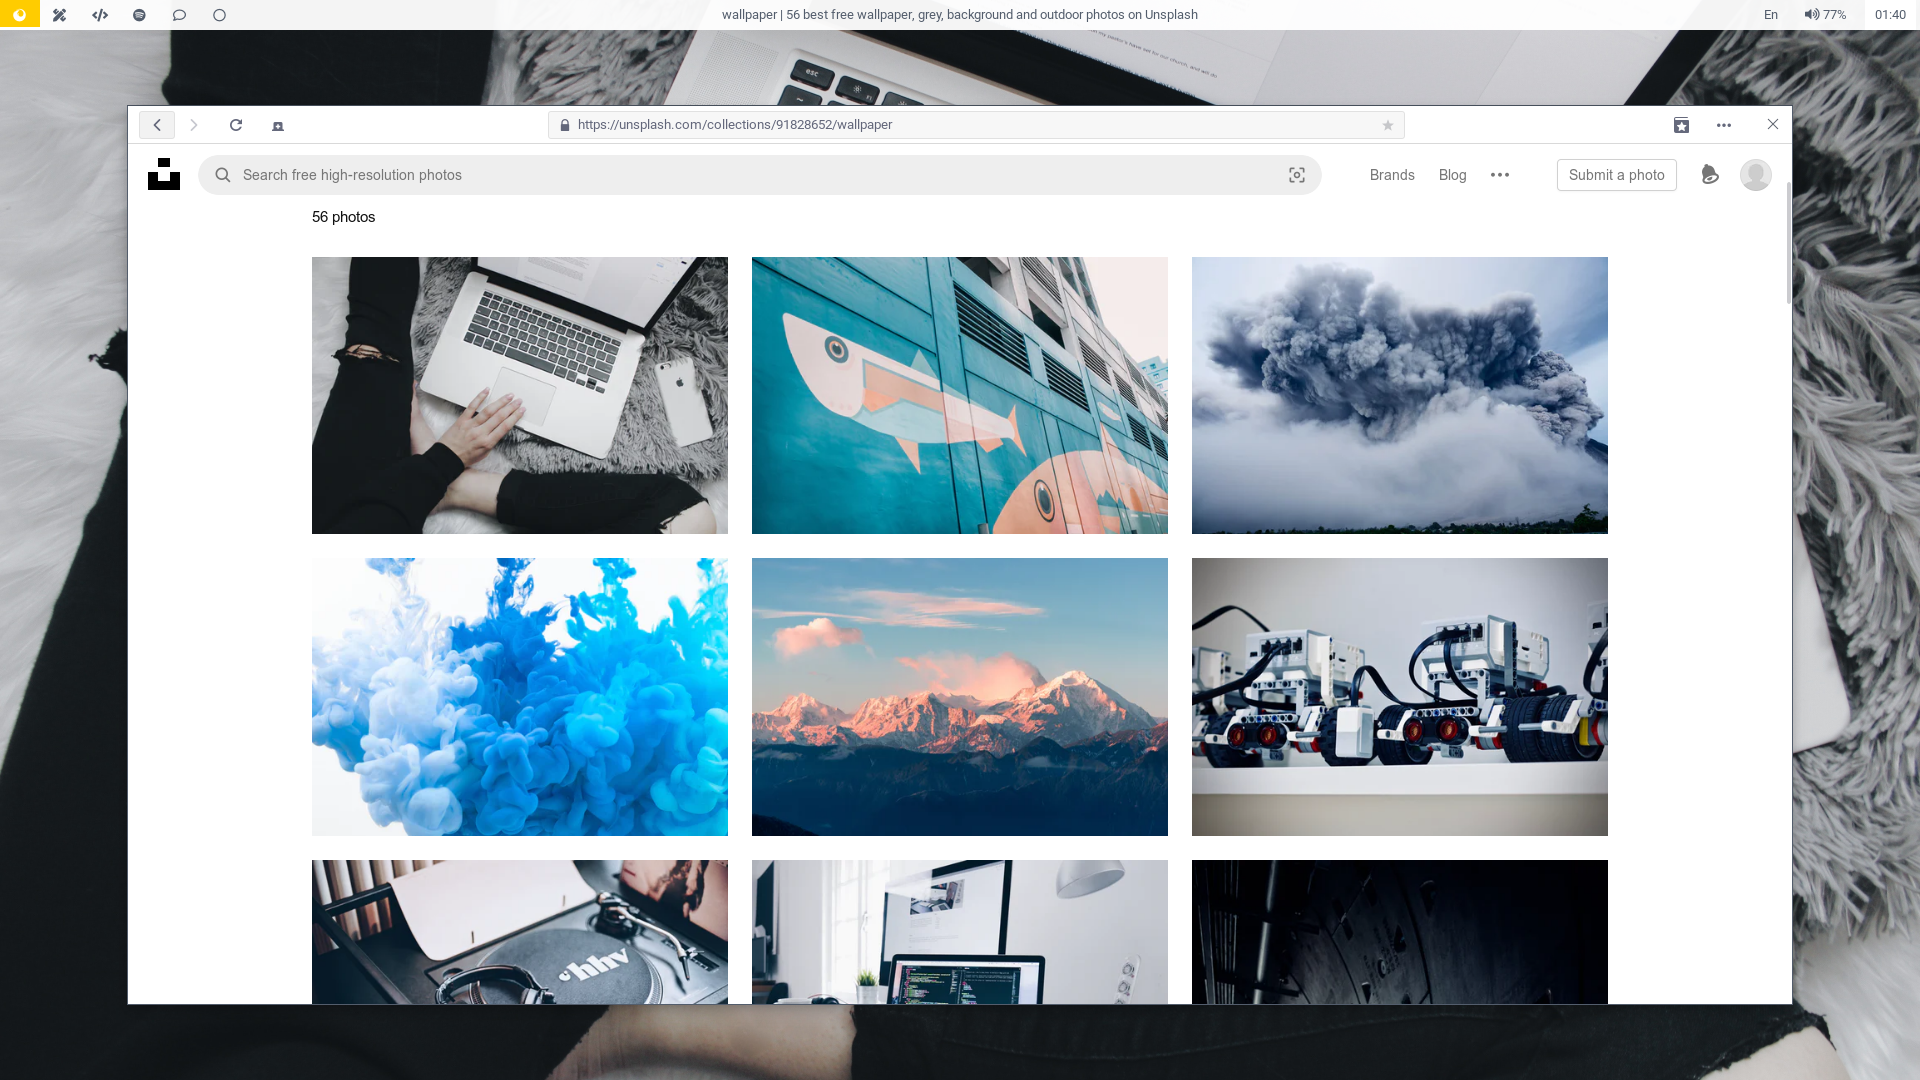 wallpaper | 56 best free wallpaper, grey, background and outdoor photos on Unsplash
En
77%
01:40
esc
https://unsplash.com/collections/91828652/wallpaper
Search free high-resolution photos
Brands
Blog
Submit a photo
56 photos
hhv